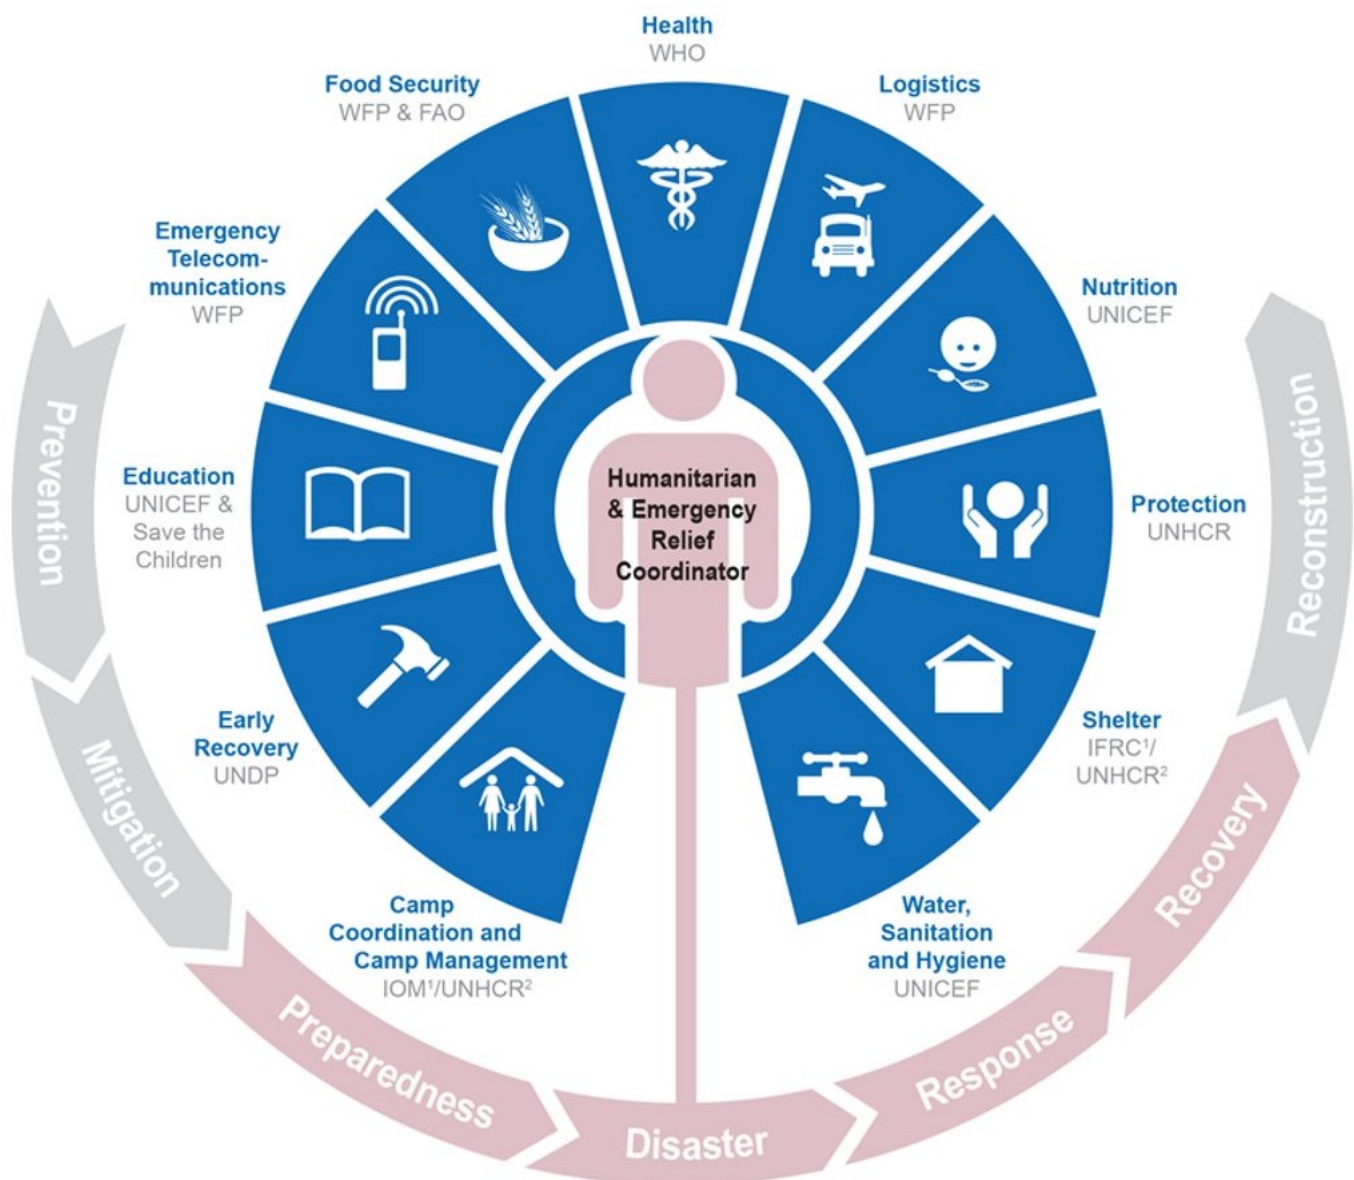 Health
WHO
Food Security
WFP & FAO
Logistics
WFP
Emergency
Telecom-
munications
WFP
Nutrition
UNICEF
Education
UNICEF &
Save the
Children
Protection
UNHCR
Humanitarian
& Emergency
Relief
Coordinator
Early
Recovery
UNDP
Shelter
IFRC¹/
UNHCR²
Camp
Coordination and
Camp Management
IOM¹/UNHCR²
Water,
Sanitation
and Hygiene
UNICEF
Prevention
Mitigation
Preparedness
Disaster
Response
Recovery
Reconstruction